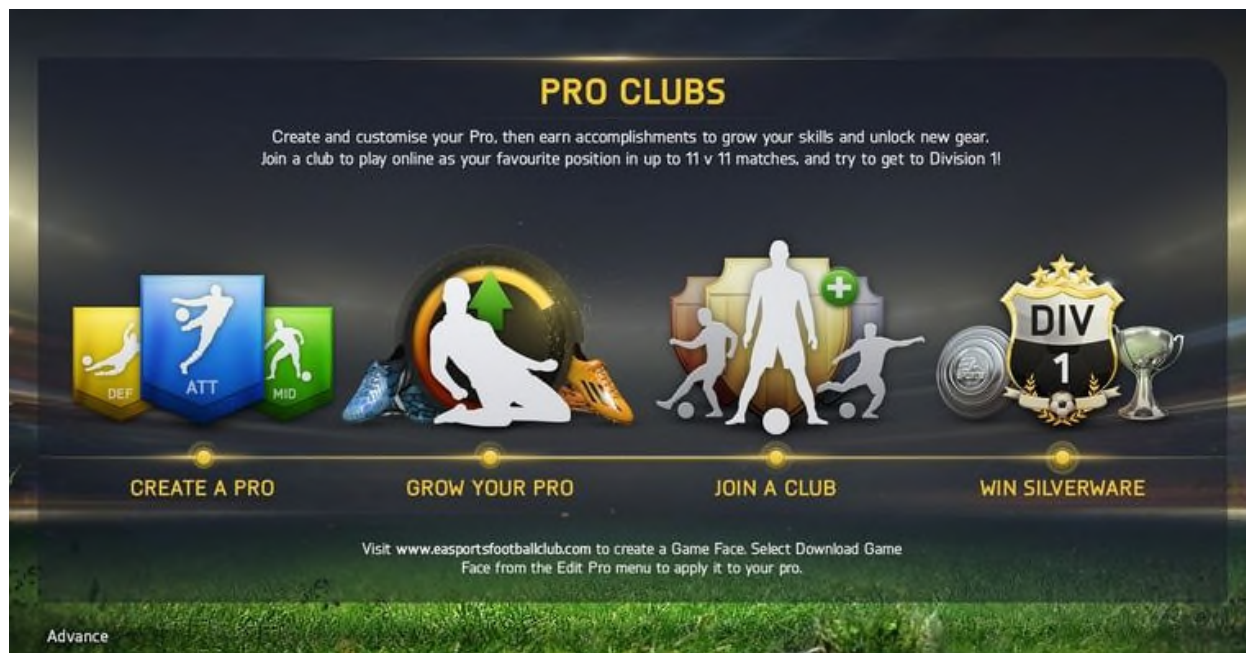 PRO CLUBS
Create and customise your Pro, then earn accomplishments to grow your skills and unlock new gear.
Join a club to play online as your favourite position in up to 11 v 11 matches, and try to get to Division 1!
DEF
ATT
MID
DIV
1
CREATE A PRO
GROW YOUR PRO
JOIN A CLUB
WIN SILVERWARE
Visit www.easportsfootballclub.com to create a Game Face. Select Download Game
Face from the Edit Pro menu to apply it to your pro.
Advance